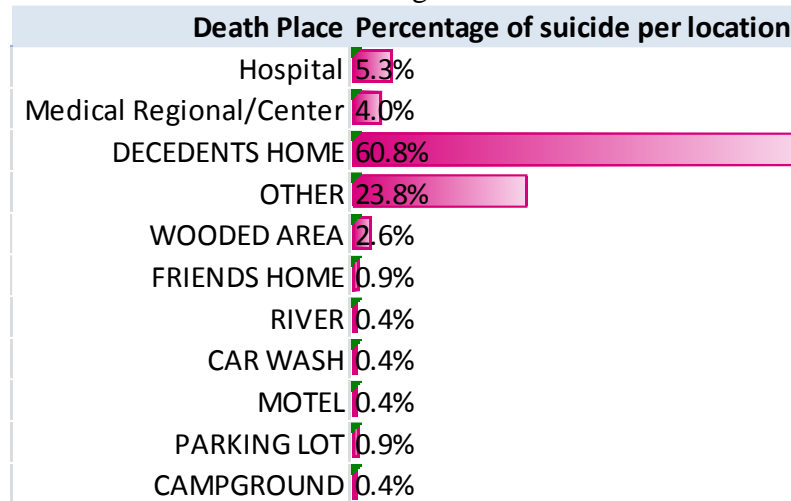 Death Place Percentage of suicide per location
Hospital 5.3%
Medical Regional/Center 4.0%
DECEDENTS HOME 60.8%
OTHER 23.8%
WOODED AREA 2.6%
FRIENDS HOME 0.9%
RIVER 0.4%
CAR WASH 0.4%
MOTEL 0.4%
PARKING LOT 0.9%
CAMPGROUND 0.4%